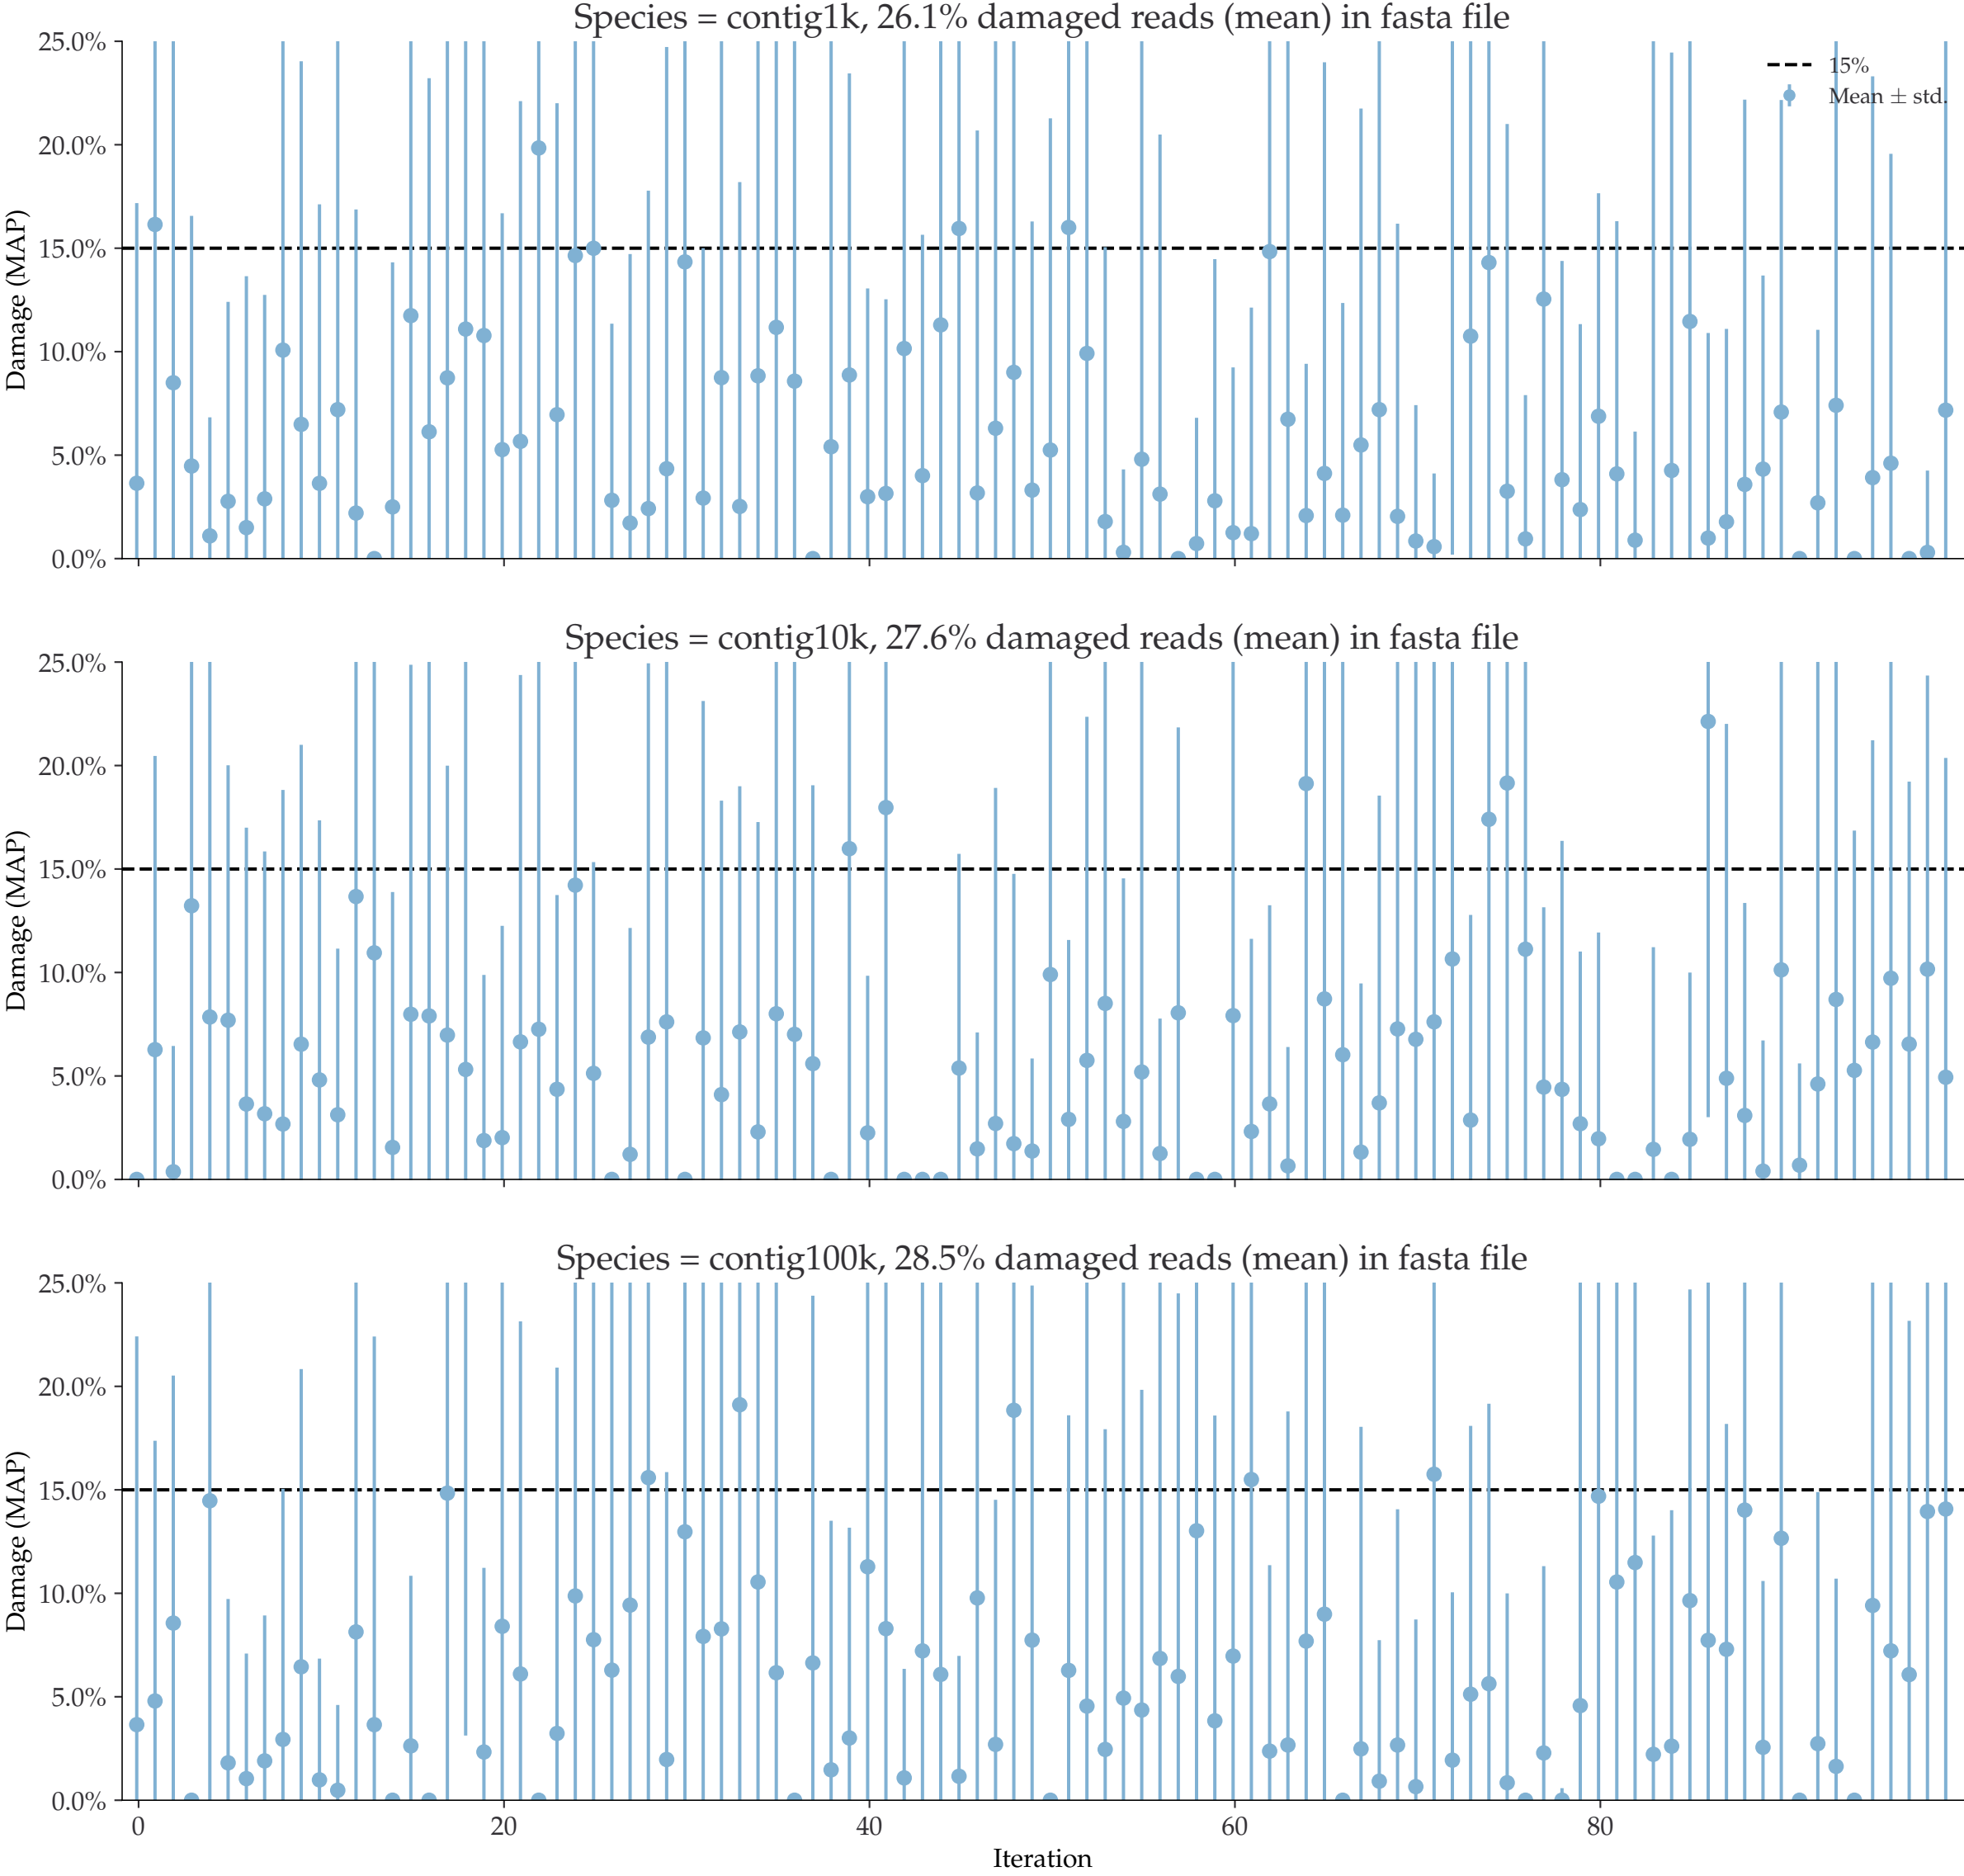 Species = contig1k, 26.1% damaged reads (mean) in fasta file
25.0%
20.0%
15.0%
10.0%
5.0%
0.0%
Damage (MAP)
15%
Mean ± std.
Species = contig10k, 27.6% damaged reads (mean) in fasta file
25.0%
20.0%
15.0%
10.0%
5.0%
0.0%
Damage (MAP)
Species = contig100k, 28.5% damaged reads (mean) in fasta file
25.0%
20.0%
15.0%
10.0%
5.0%
0.0%
Damage (MAP)
0 20 40 60 80
Iteration